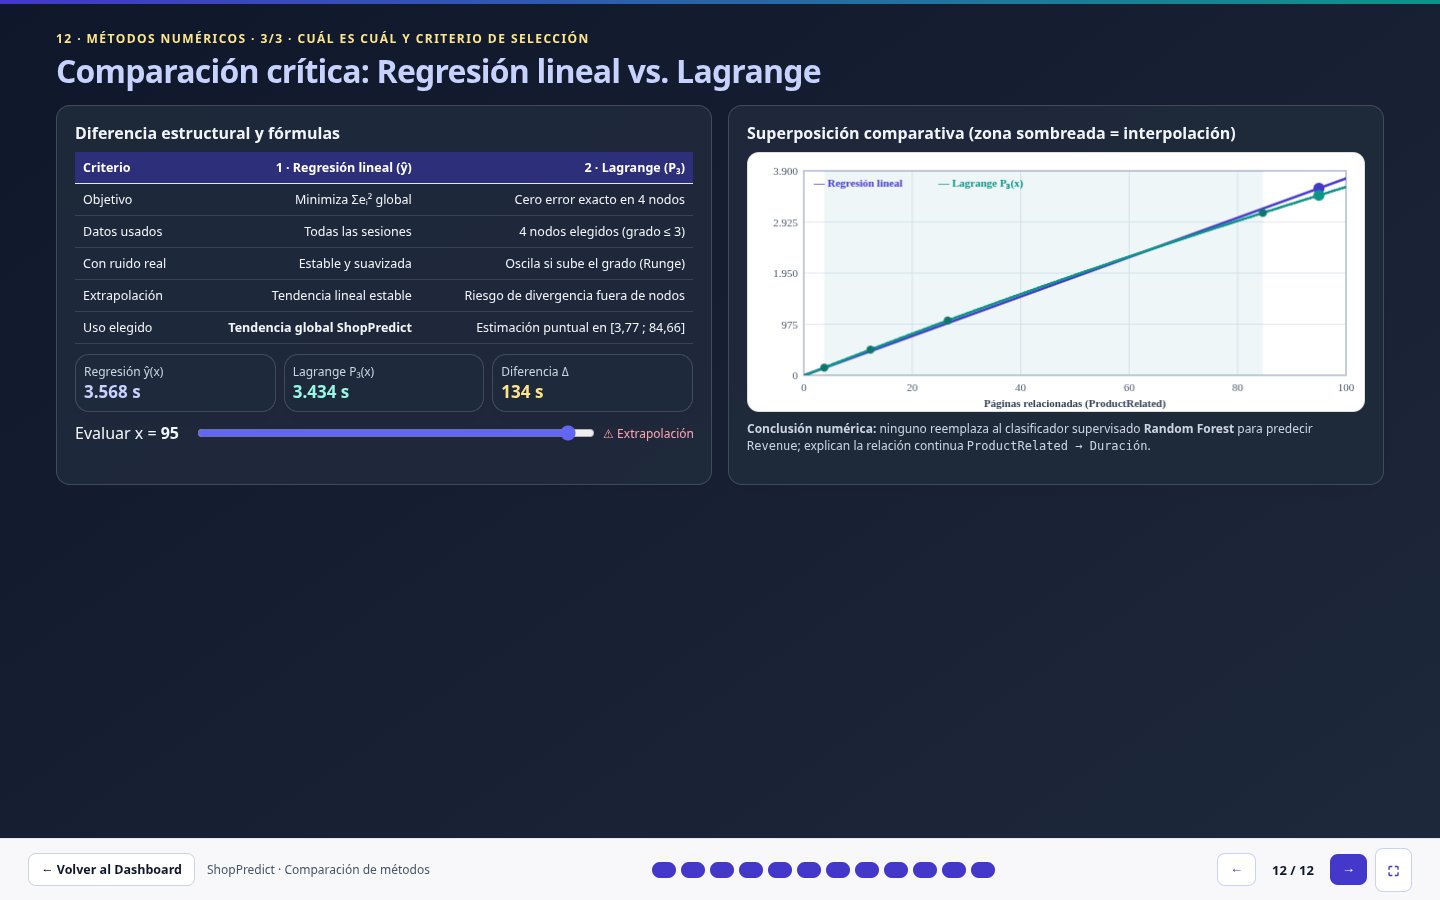 12 · MÉTODOS NUMÉRICOS · 3/3 · CUÁL ES CUÁL Y CRITERIO DE SELECCIÓN
Comparación crítica: Regresión lineal vs. Lagrange
Diferencia estructural y fórmulas
Criterio 1 · Regresión lineal (ŷ) 2 · Lagrange (P₃)
Objetivo Minimiza Σeᵢ² global Cero error exacto en 4 nodos
Datos usados Todas las sesiones 4 nodos elegidos (grado ≤ 3)
Con ruido real Estable y suavizada Oscila si sube el grado (Runge)
Extrapolación Tendencia lineal estable Riesgo de divergencia fuera de nodos
Uso elegido Tendencia global ShopPredict Estimación puntual en [3,77 ; 84,66]
Regresión ŷ(x) Lagrange P₃(x) Diferencia Δ
3.568 s 3.434 s 134 s
Evaluar x = 95 ⚠ Extrapolación
Superposición comparativa (zona sombreada = interpolación)
— Regresión lineal — Lagrange P₃(x)
3.900
2.925
1.950
975
0
0 20 40 60 80 100
Páginas relacionadas (ProductRelated)
Conclusión numérica: ninguno reemplaza al clasificador supervisado Random Forest para predecir
Revenue; explican la relación continua ProductRelated → Duración.
← Volver al Dashboard ShopPredict · Comparación de métodos ← 12 / 12 →